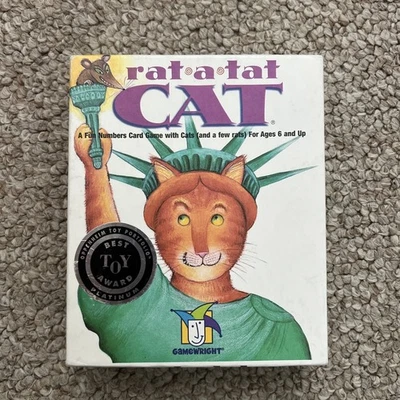 rat•a•tat
CAT®
A Fun Numbers Card Game with Cats (and a few rats) For Ages 6 and Up
OPPENHEIM TOY PORTFOLIO
BEST
TOY
AWARD
PLATINUM
GAMEWRIGHT®